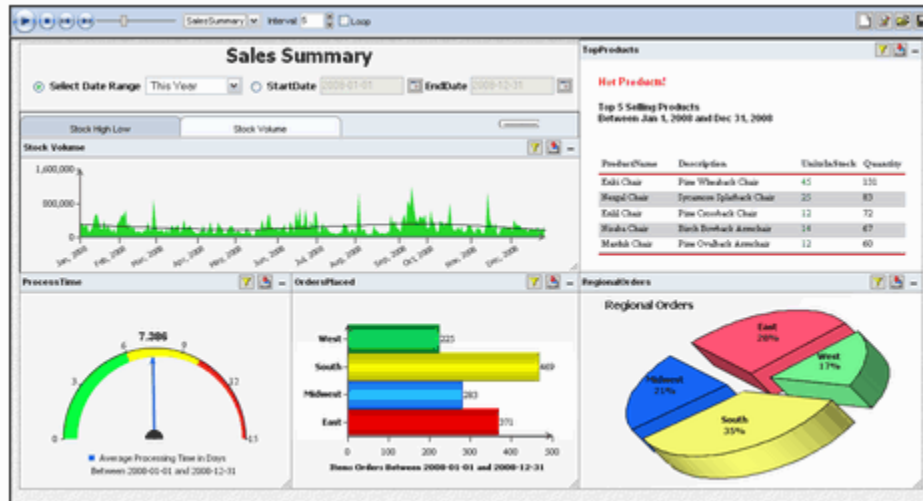 SalesSummary Interval 5 Loop
Sales Summary
Select Date Range This Year StartDate 2008-01-01 EndDate 2008-12-31
Stock High Low Stock Volume
Stock Volume
1,600,000
800,000
0
Jan, 2008 Feb, 2008 Mar, 2008 Apr, 2008 May, 2008 Jun, 2008 Jul, 2008 Aug, 2008 Sep, 2008 Oct, 2008 Nov, 2008 Dec, 2008
TopProducts
Hot Products!
Top 5 Selling Products
Between Jan 1, 2008 and Dec 31, 2008
ProductName Description UnitsInStock Quantity
Enki Chair Pine Wheelback Chair 45 131
Nergal Chair Sycamore Splatback Chair 25 83
Enlil Chair Pine Crossback Chair 12 72
Ninsha Chair Birch Bowback Armchair 14 67
Marduk Chair Pine Ovalback Armchair 12 60
ProcessTime
7.386
0 3 6 9 12 15
Average Processing Time in Days
Between 2008-01-01 and 2008-12-31
OrdersPlaced
West 225
South 469
Midwest 283
East 371
0 100 200 300 400 500
Items Orders Between 2008-01-01 and 2008-12-31
RegionalOrders
Regional Orders
East
28%
West
17%
Midwest
21%
South
35%